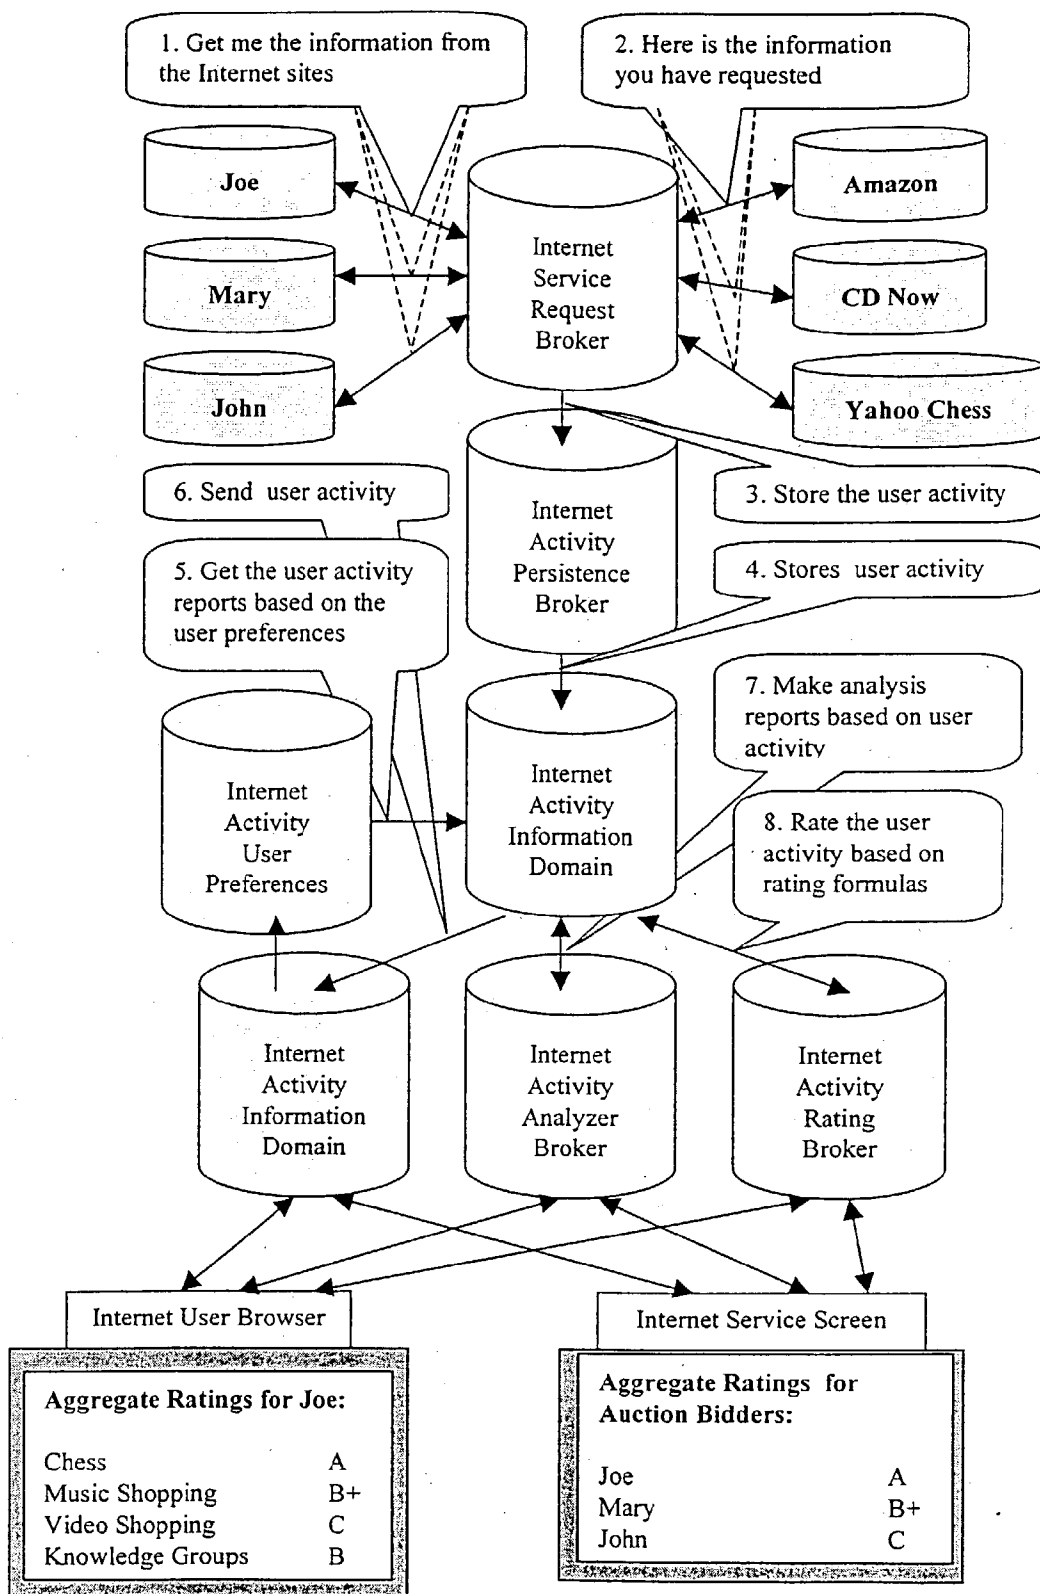 1. Get me the information from
the Internet sites
2. Here is the information
you have requested
Joe
Mary
John
Internet
Service
Request
Broker
Amazon
CD Now
Yahoo Chess
6. Send user activity
5. Get the user activity
reports based on the
user preferences
Internet
Activity
Persistence
Broker
3. Store the user activity
4. Stores user activity
7. Make analysis
reports based on user
activity
8. Rate the user
activity based on
rating formulas
Internet
Activity
User
Preferences
Internet
Activity
Information
Domain
Internet
Activity
Information
Domain
Internet
Activity
Analyzer
Broker
Internet
Activity
Rating
Broker
Internet User Browser
Aggregate Ratings for Joe:
Chess A
Music Shopping B+
Video Shopping C
Knowledge Groups B
Internet Service Screen
Aggregate Ratings for
Auction Bidders:
Joe A
Mary B+
John C